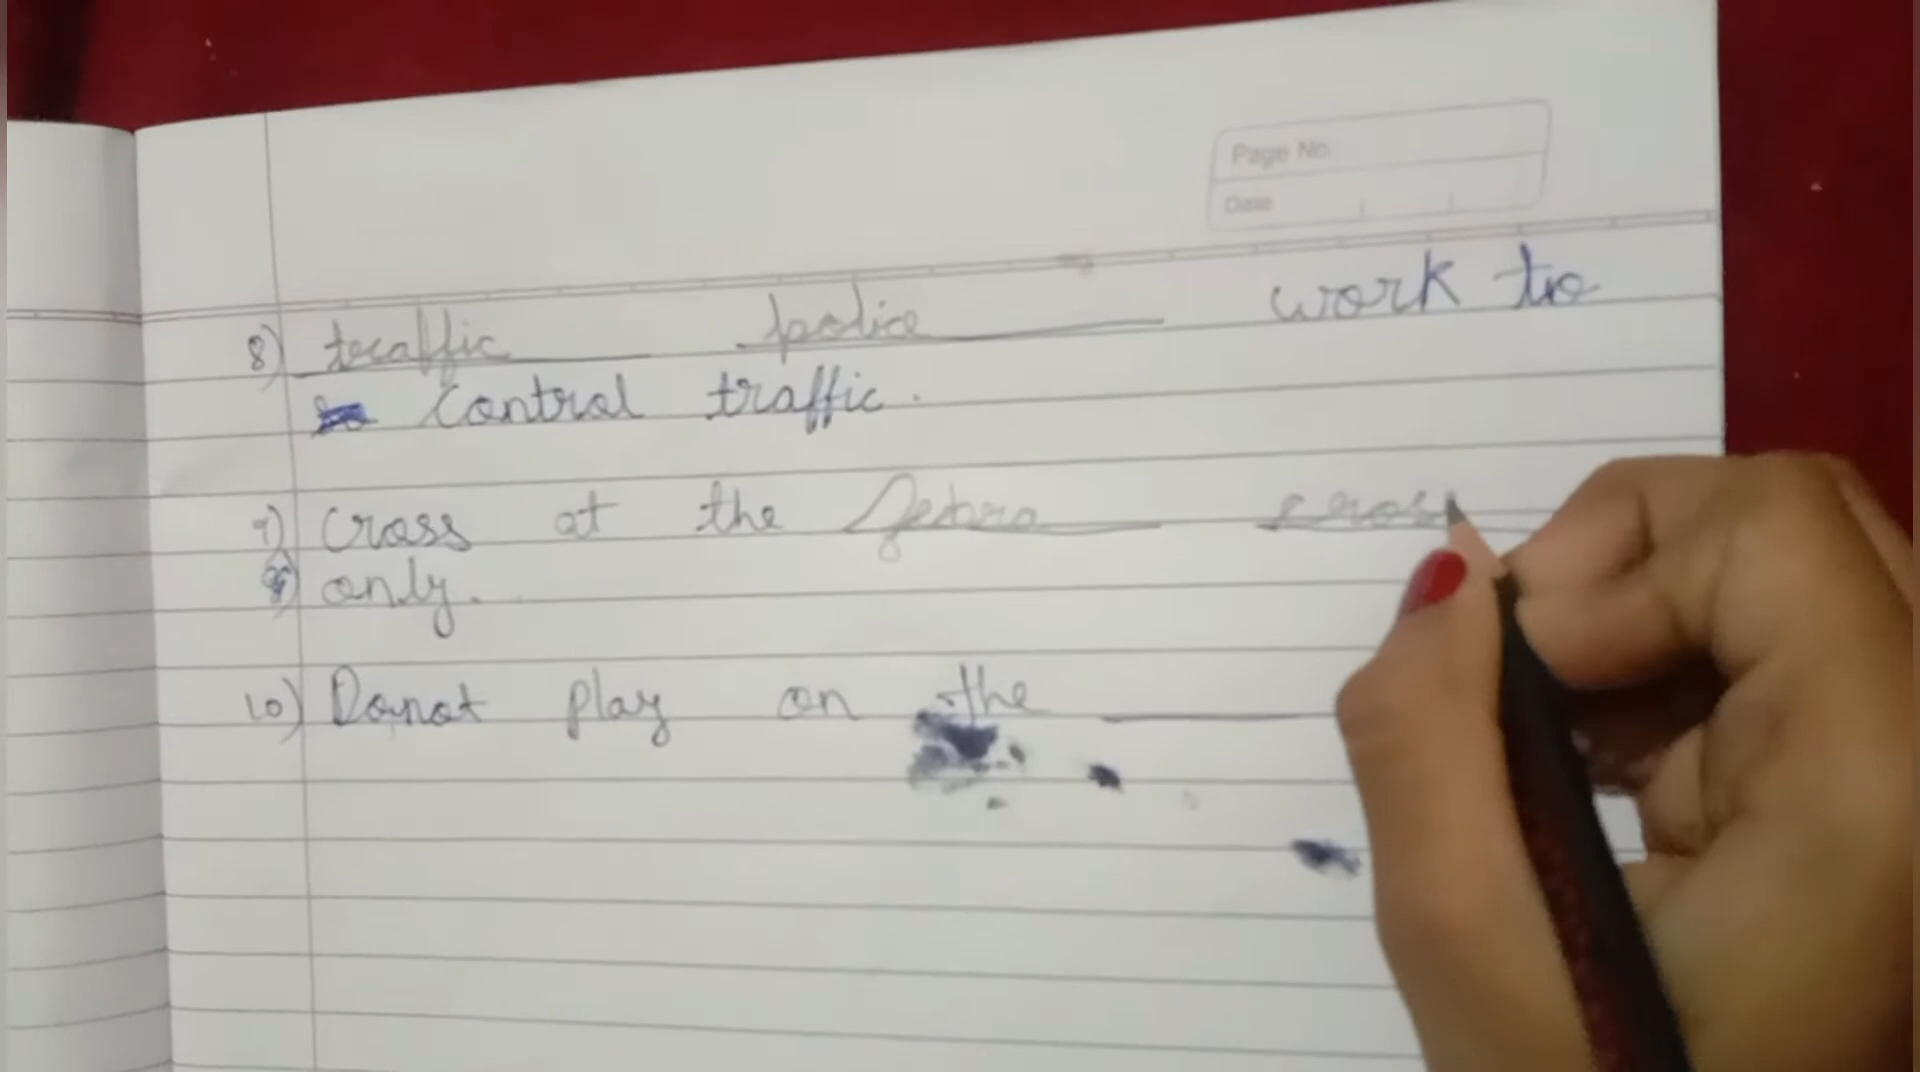 Page No.
Date
8) traffic police work to
control traffic.
9) Cross at the Zebra cross
only.
10) Donot play on the